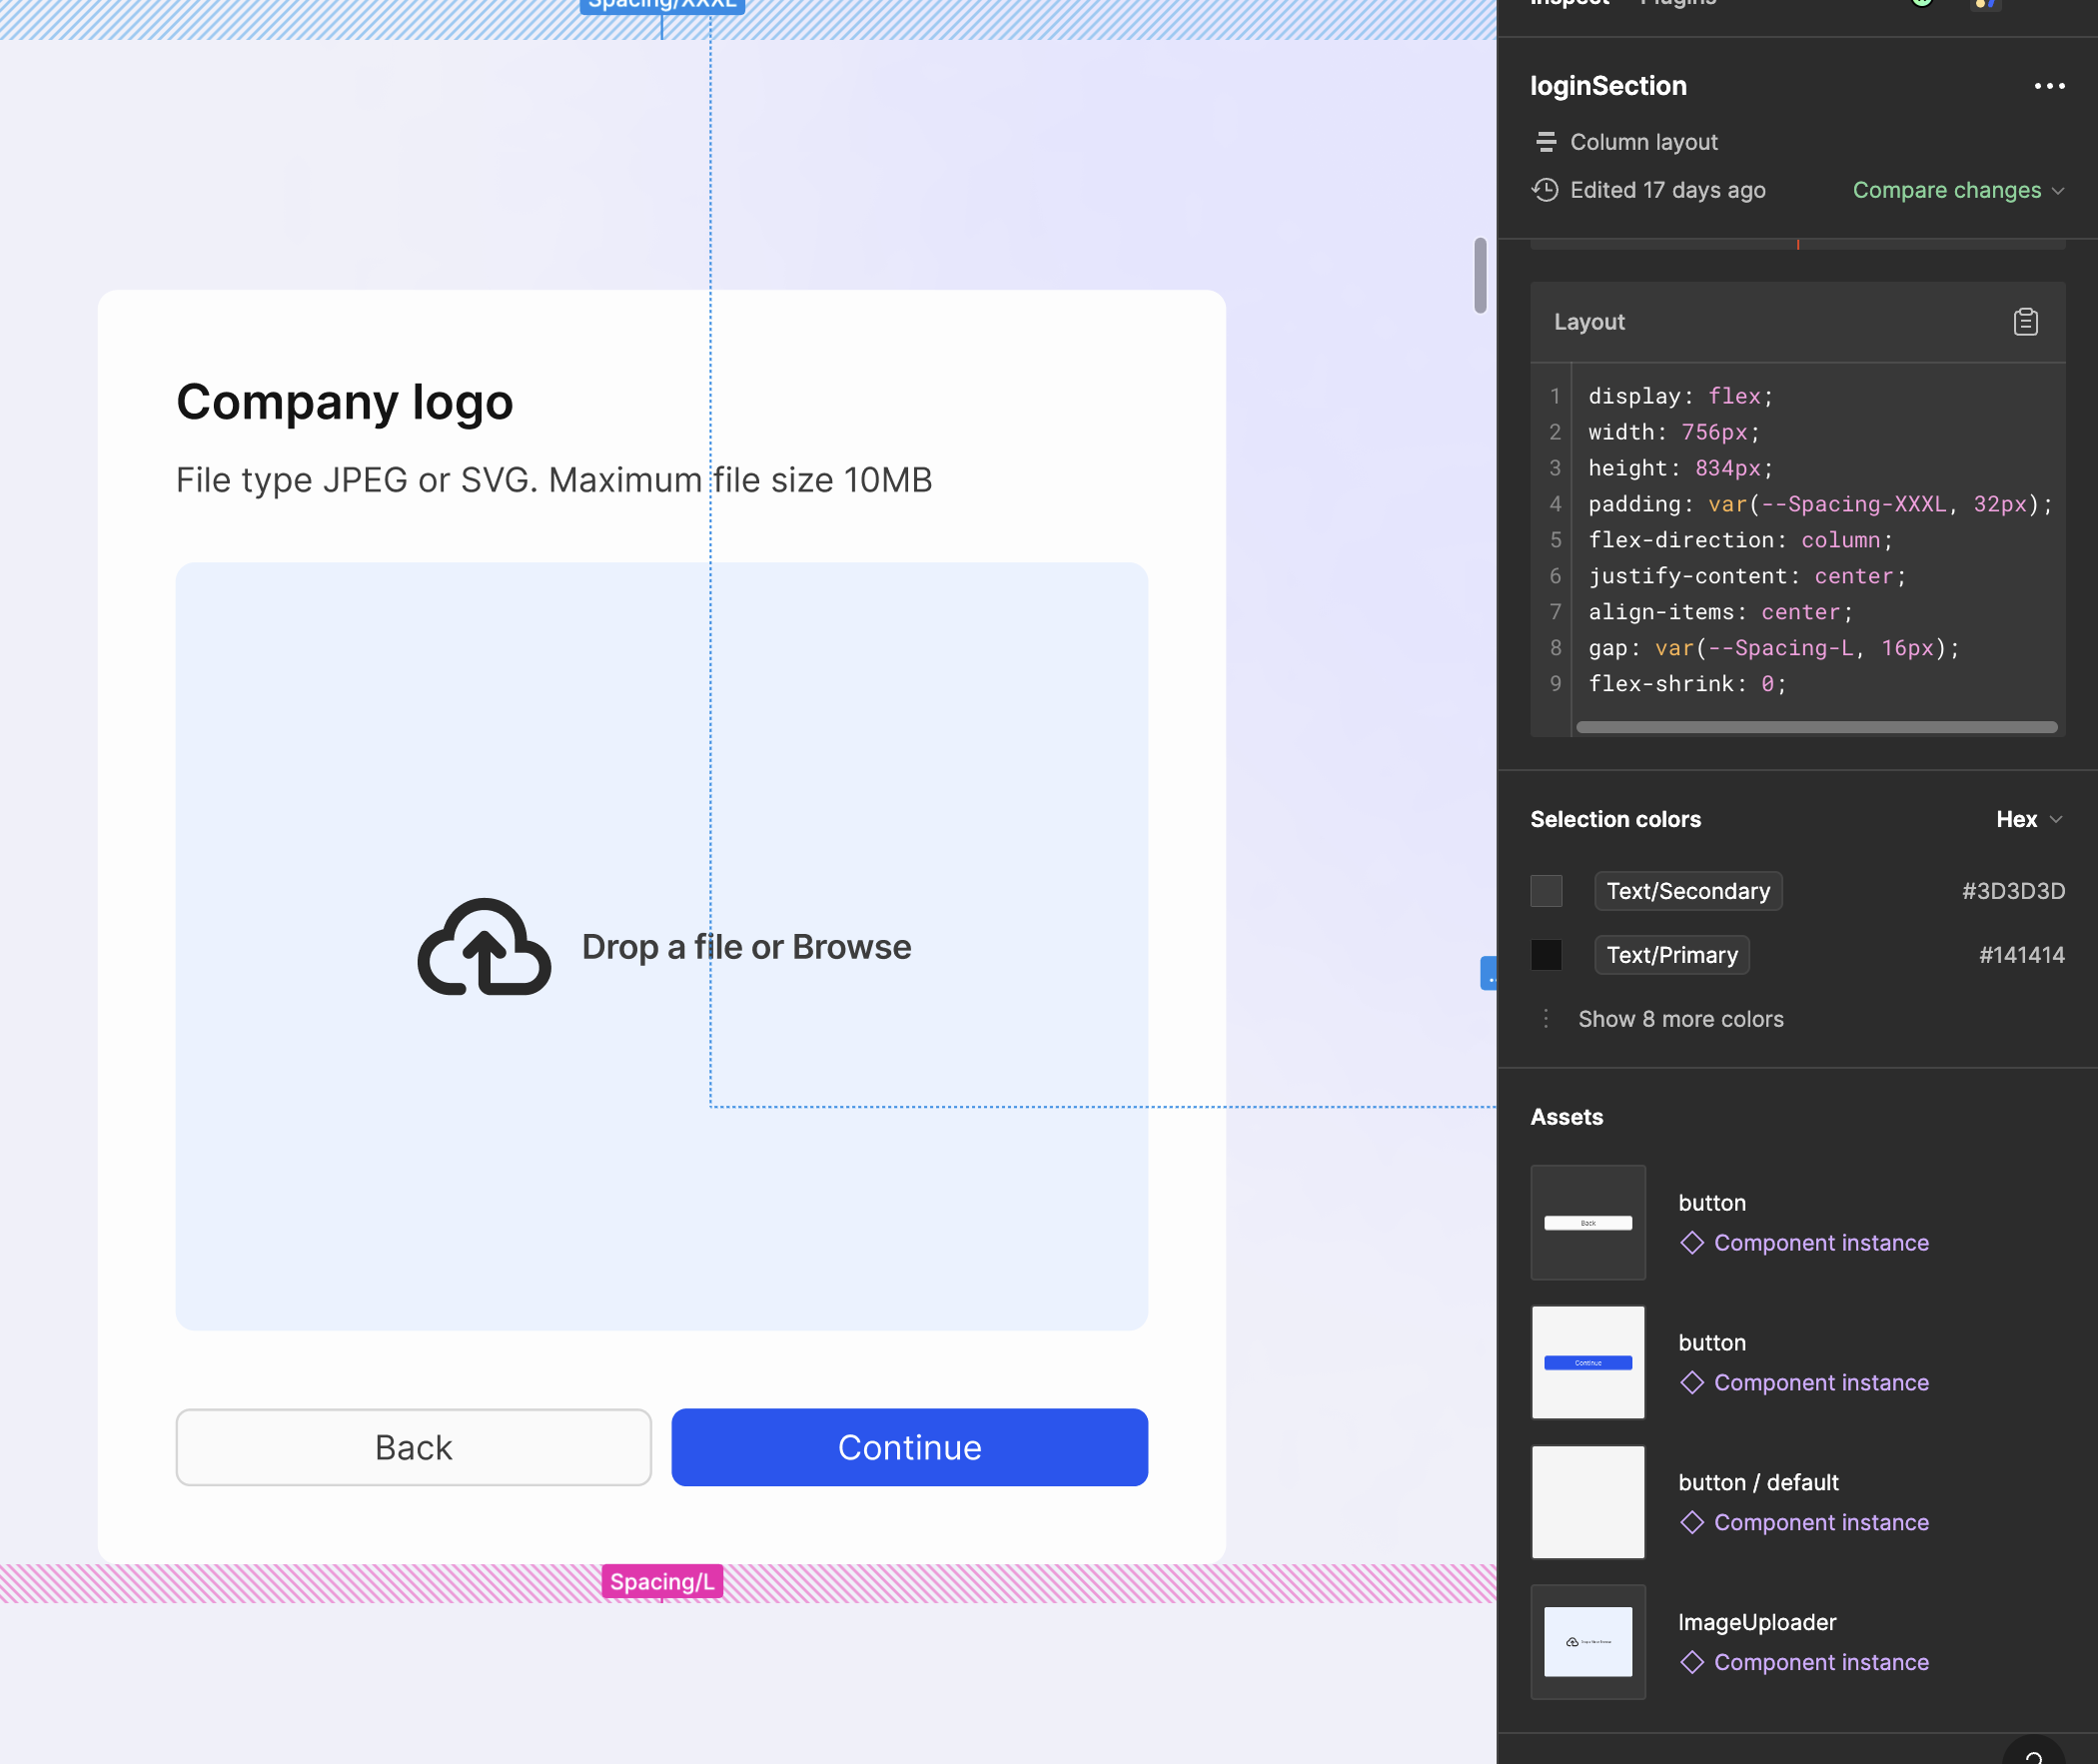 Spacing/XXXL
Company logo
File type JPEG or SVG. Maximum file size 10MB
Drop a file or Browse
Back
Continue
Spacing/L
Inspect
Plugins
loginSection
Column layout
Edited 17 days ago
Compare changes
Layout
1 display: flex;
2 width: 756px;
3 height: 834px;
4 padding: var(--Spacing-XXXL, 32px);
5 flex-direction: column;
6 justify-content: center;
7 align-items: center;
8 gap: var(--Spacing-L, 16px);
9 flex-shrink: 0;
Selection colors
Hex
Text/Secondary
#3D3D3D
Text/Primary
#141414
Show 8 more colors
Assets
Back
button
Component instance
Continue
button
Component instance
button / default
Component instance
ImageUploader
Component instance
?